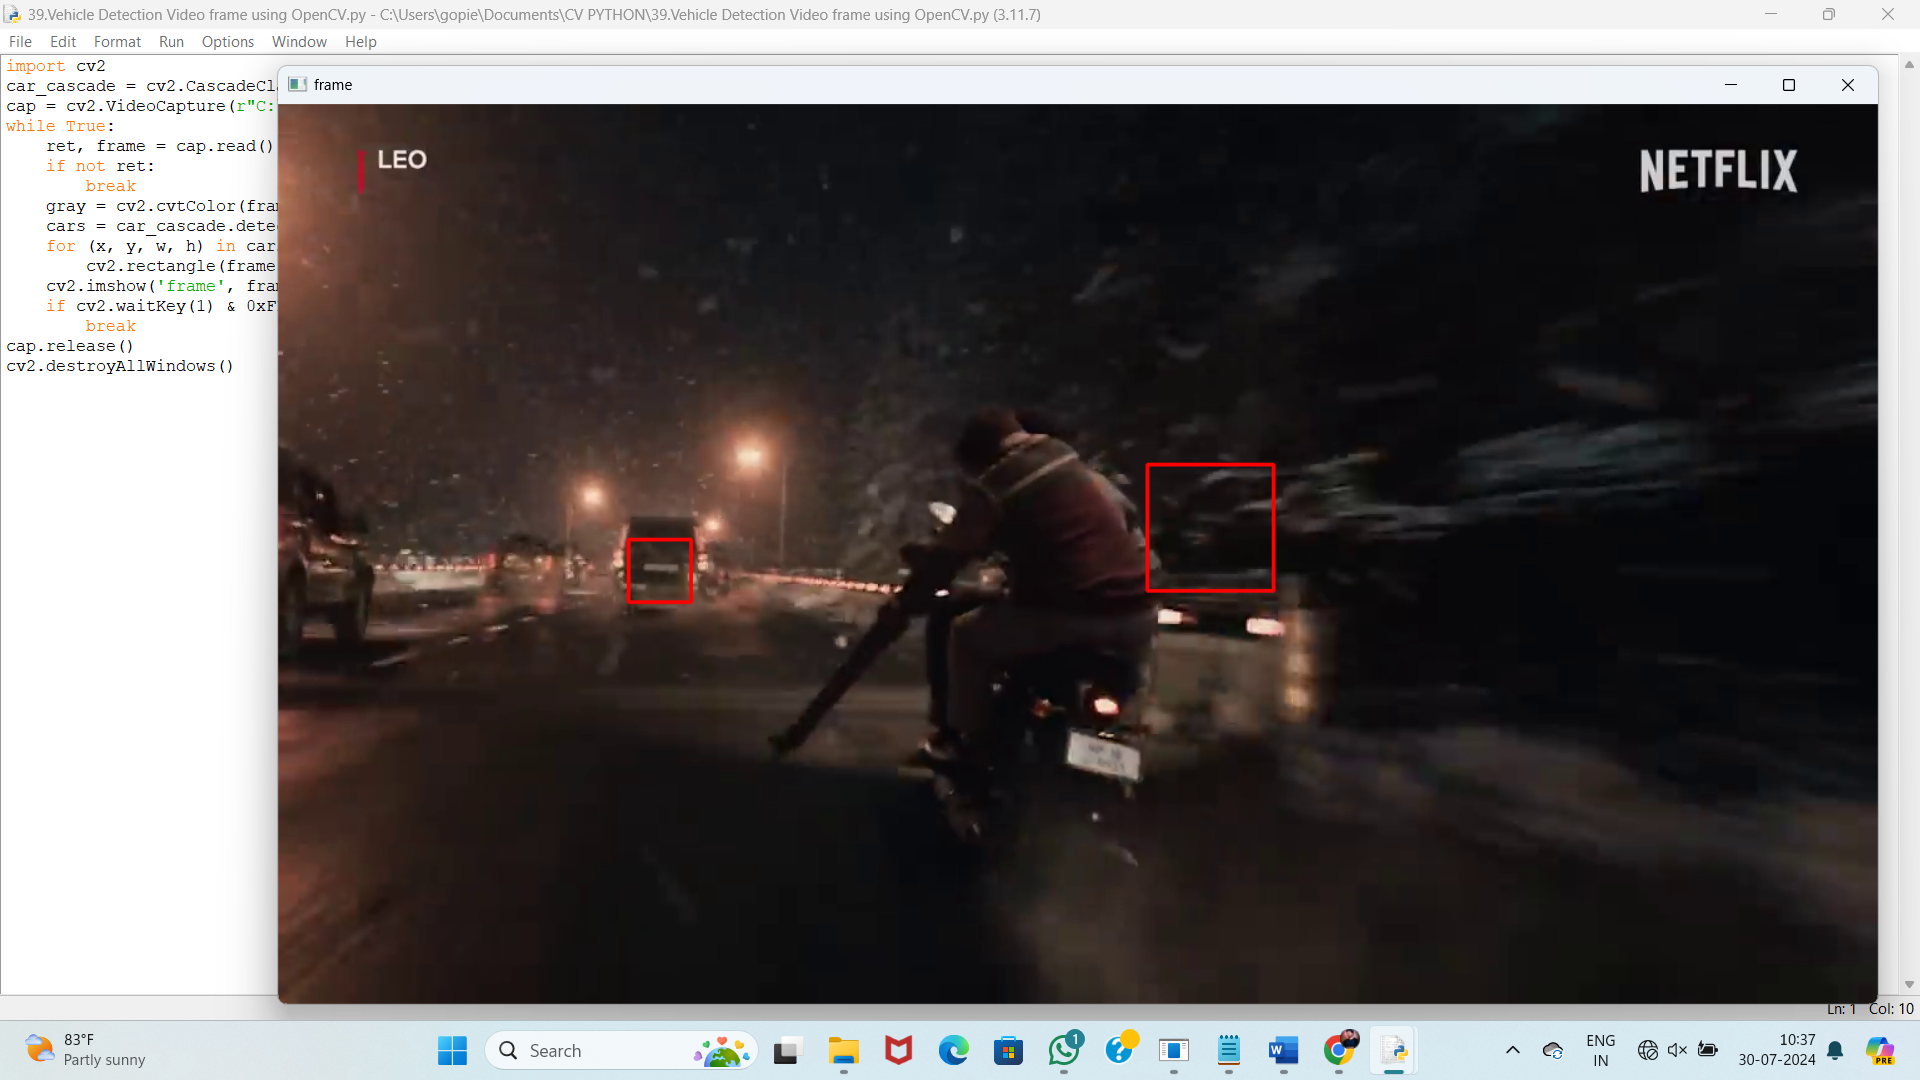 39.Vehicle Detection Video frame using OpenCV.py - C:\Users\gopie\Documents\CV PYTHON\39.Vehicle Detection Video frame using OpenCV.py (3.11.7)
File Edit Format Run Options Window Help
import cv2
car_cascade = cv2.CascadeCl
cap = cv2.VideoCapture(r"C:
while True:
    ret, frame = cap.read()
    if not ret:
        break
    gray = cv2.cvtColor(fra
    cars = car_cascade.dete
    for (x, y, w, h) in car
        cv2.rectangle(frame
    cv2.imshow('frame', fra
    if cv2.waitKey(1) & 0xF
        break
cap.release()
cv2.destroyAllWindows()
frame
LEO
NETFLIX
Ln: 1 Col: 10
83°F
Partly sunny
Search
1
W
PRE
ENG
IN
10:37
30-07-2024